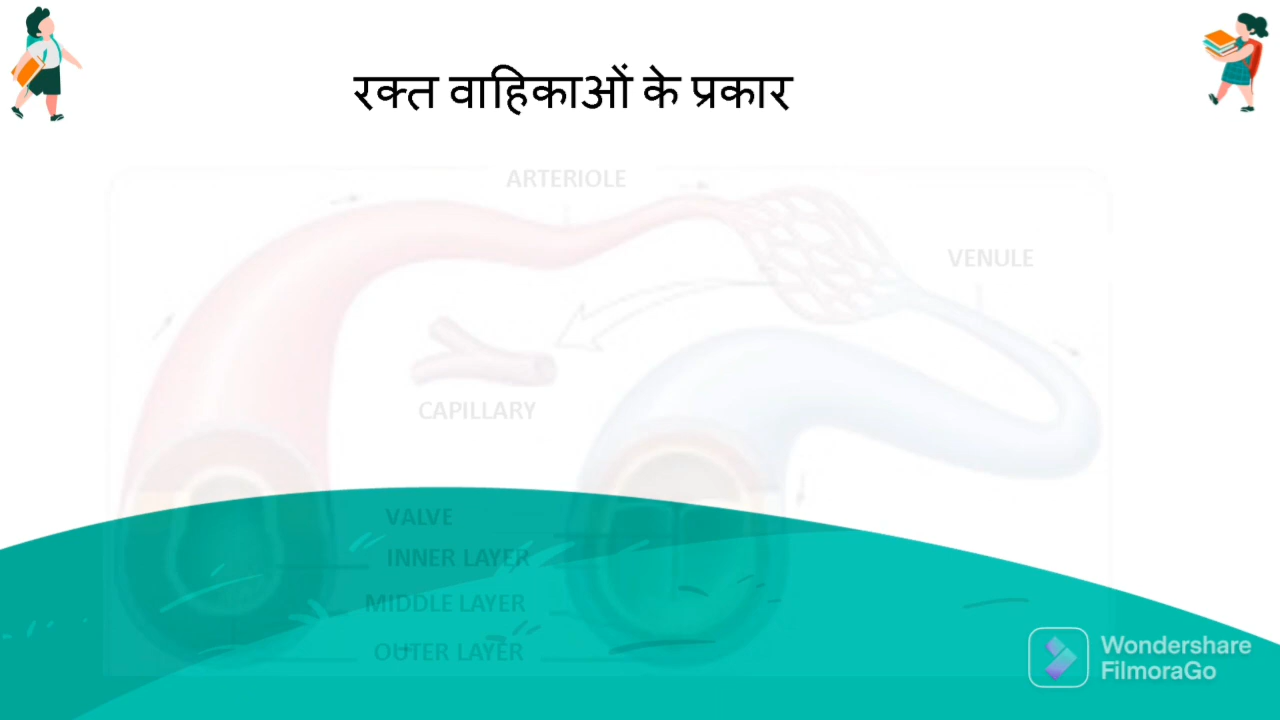 रक्त वाहिकाओं के प्रकार
ARTERIOLE
VENULE
CAPILLARY
VALVE
INNER LAYER
MIDDLE LAYER
OUTER LAYER
Wondershare
FilmoraGo